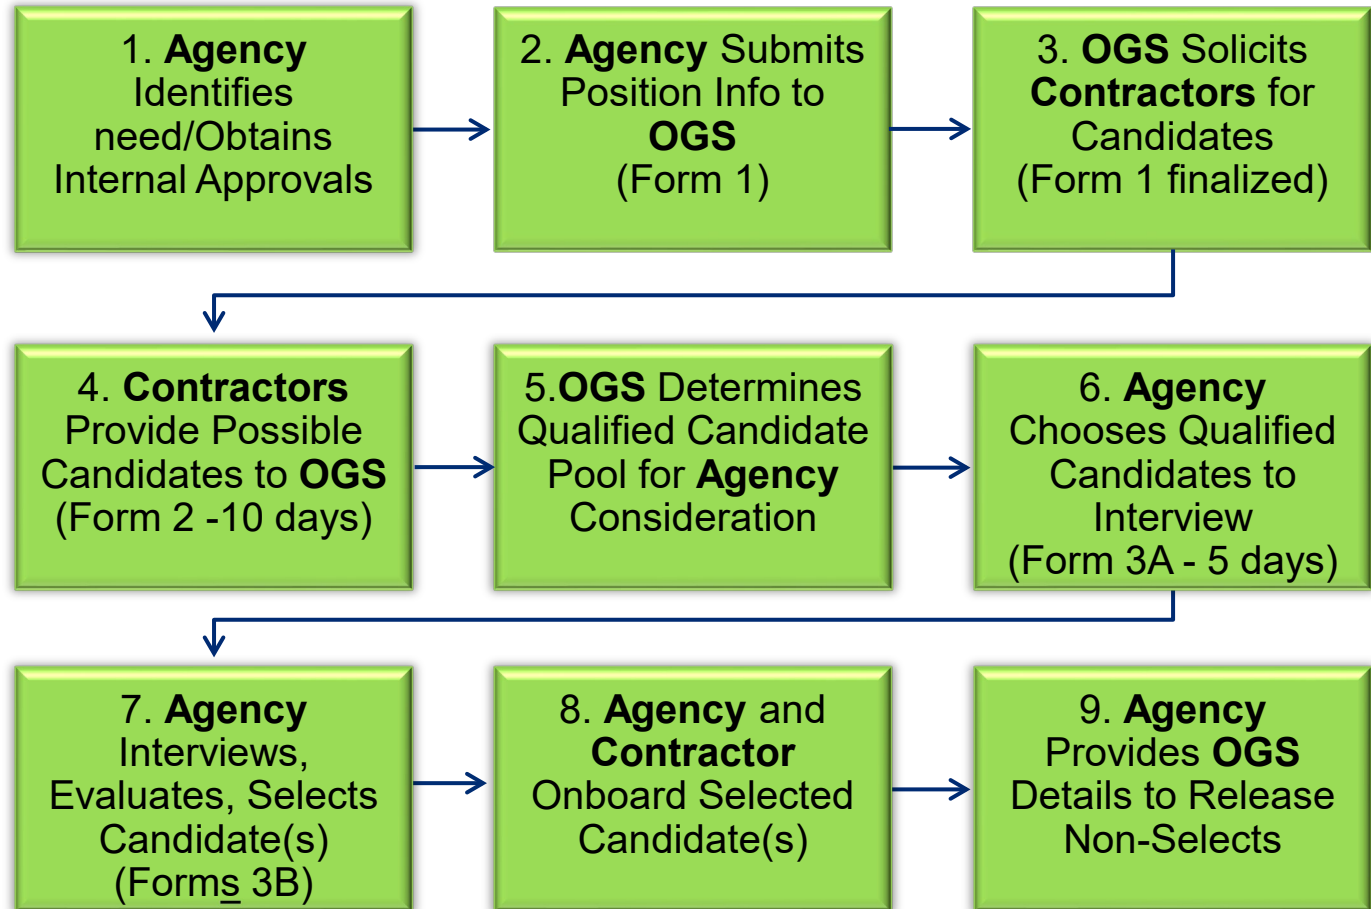 1. Agency
Identifies
need/Obtains
Internal Approvals
2. Agency Submits
Position Info to
OGS
(Form 1)
3. OGS Solicits
Contractors for
Candidates
(Form 1 finalized)
4. Contractors
Provide Possible
Candidates to OGS
(Form 2 -10 days)
5.OGS Determines
Qualified Candidate
Pool for Agency
Consideration
6. Agency
Chooses Qualified
Candidates to
Interview
(Form 3A - 5 days)
7. Agency
Interviews,
Evaluates, Selects
Candidate(s)
(Forms 3B)
8. Agency and
Contractor
Onboard Selected
Candidate(s)
9. Agency
Provides OGS
Details to Release
Non-Selects